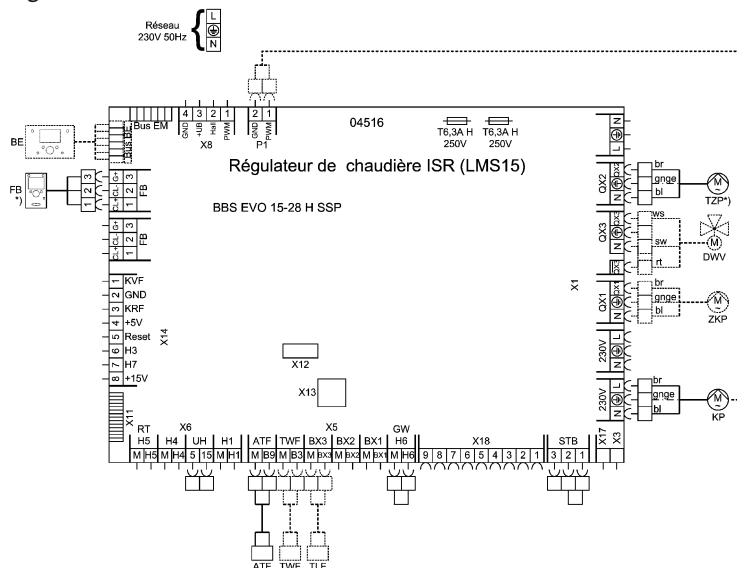 Réseau
230V 50Hz
L
N
4 3 2 1
GND +UB Hall PWM
X8
2 1
GND PWM
P1
04516
T6,3A H
250V
T6,3A H
250V
Bus EM
Bus BE
BE
Régulateur de chaudière ISR (LMS15)
BBS EVO 15-28 H SSP
FB
*)
3 G+
2 CL-
1 CL+
FB
3 G+
2 CL-
1 CL+
FB
1 KVF
2 GND
3 KRF
4 +5V
5 Reset
6 H3
7 H7
8 +15V
X14
X11
X12
X13
X1
N
L
QX2
QX2
N
br
gnge
bl
M
~
TZP*)
QX3
QX3
N
QX3
ws
sw
rt
M
DWV
QX1
QX1
N
br
gnge
bl
M
~
ZKP
230V
L
N
230V
L
N
br
gnge
bl
M
~
KP
X17
X3
RT
X6
X5
GW
H5 H4 UH H1 ATF TWF BX3 BX2 BX1 H6 X18 STB
M H5 M H4 5 15 M H1 M B9 M B3 M BX3 M BX2 M BX1 M H6 9 8 7 6 5 4 3 2 1 3 2 1
ATF TWF TLF